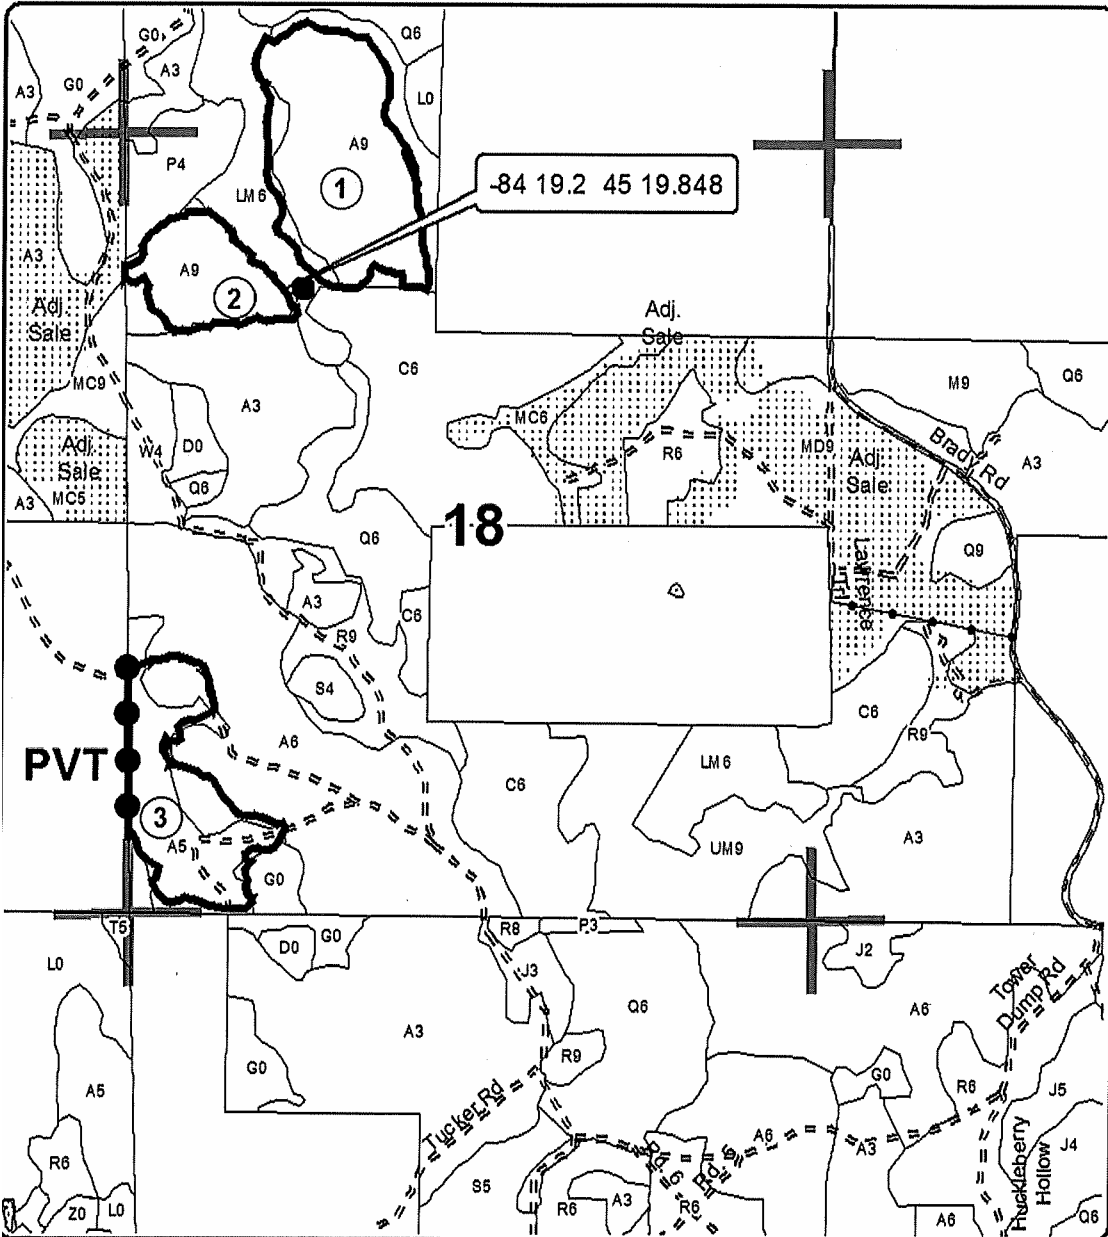 G0
Q6
A3
G0
A3
L0
A9
P4
1
-84 19.2 45 19.848
LM 6
A3
A9
2
Adj.
Sale
Adj.
Sale
C6
MC9
A3
M9
Q6
MC6
Adj.
Sale
W4
D0
R6
MD9
Adj.
Sale
Brady Rd
A3
A3
MC5
Q6
18
Q6
Q9
Lawrence
Trl
A3
C6
R9
S4
C6
R9
A6
PVT
LM 6
C6
3
A5
UM9
A3
G0
T5
R8
P3
D0
G0
J2
L0
J3
Tower
Dump Rd
Q6
A3
A6
R9
G0
G0
R6
A5
J5
Tucker Rd
A6
A3
J4
R6
Rd. 9
Rd. 9
Huckleberry
Hollow
S5
A3
R6
R6
Z0
L0
A6
Q6